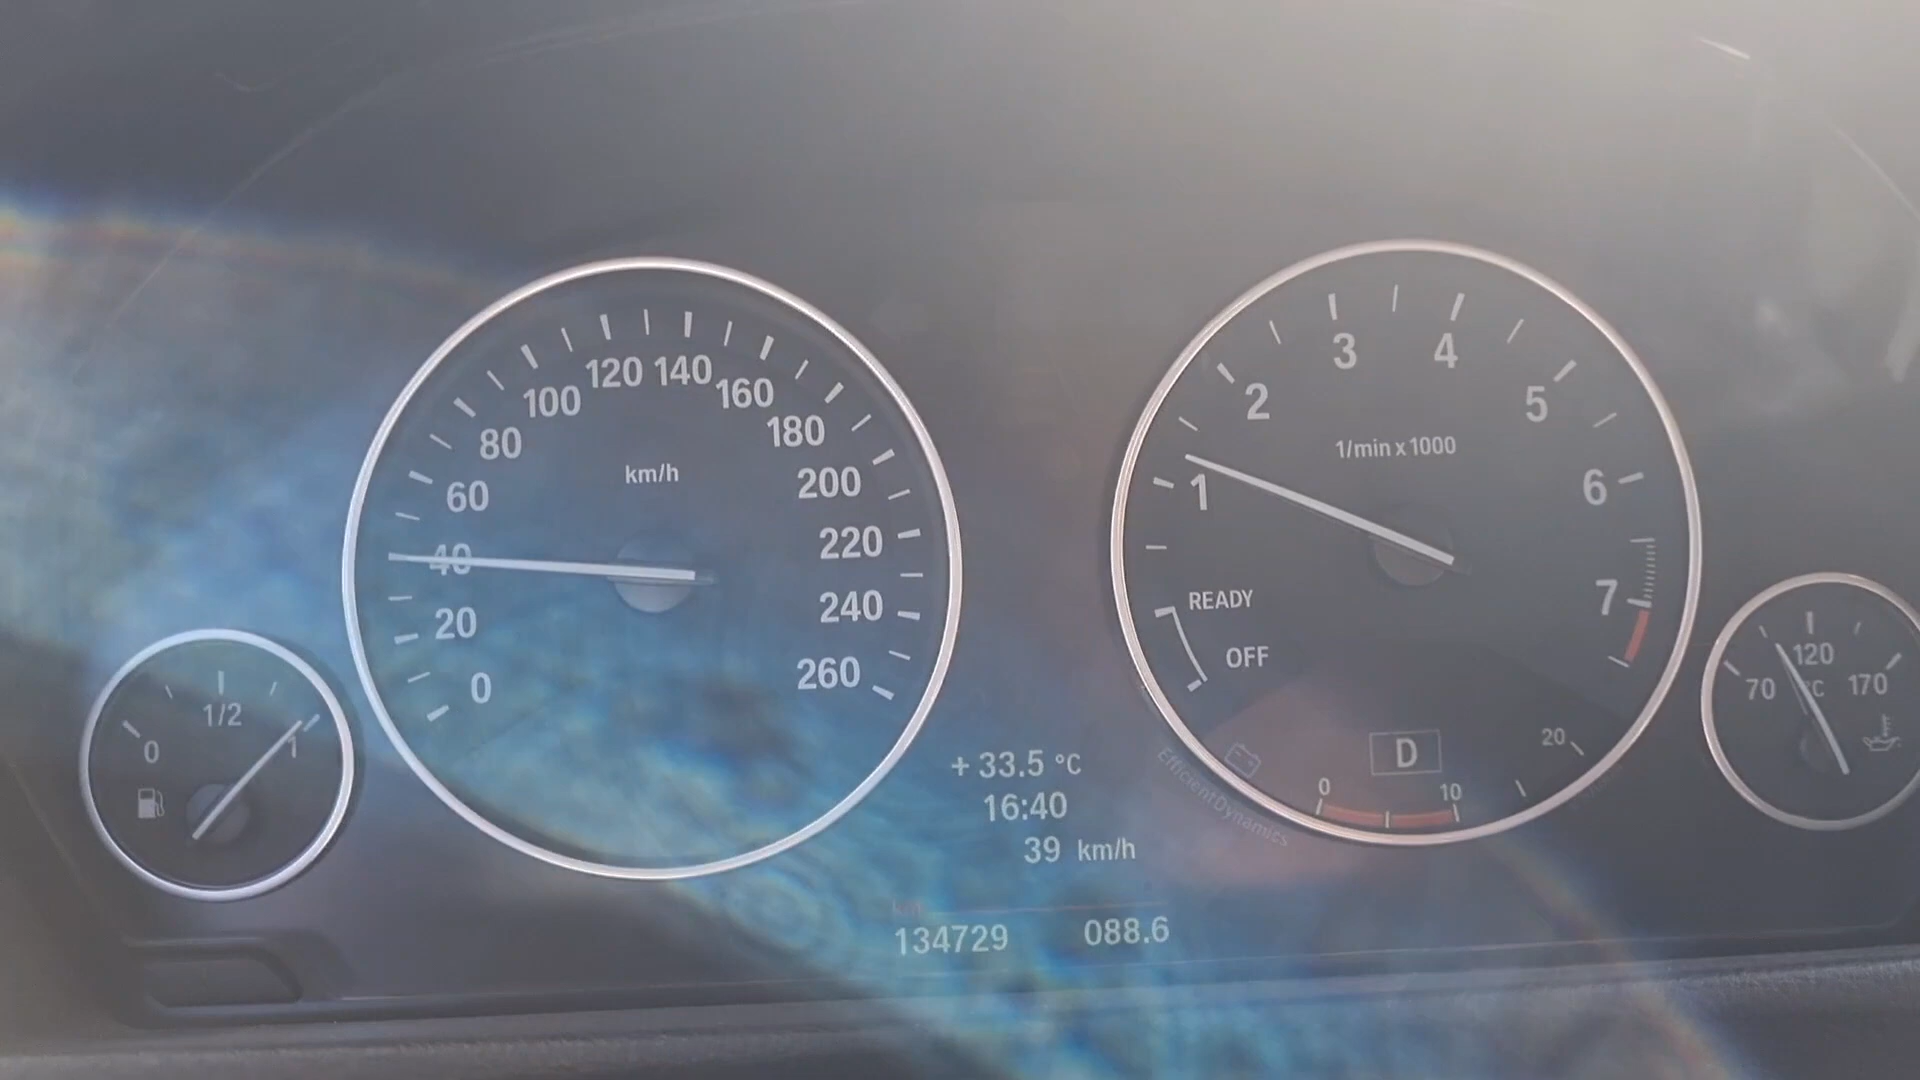 120 140
100 160
80 180
km/h
60 200
40 220
20 240
0 260
0 1/2 1
3 4
2 5
1/min x 1000
1 6
READY 7
OFF
D
20
0 10
EfficientDynamics
70 120 170
°C
+ 33.5 °C
16:40
39 km/h
km
134729 088.6